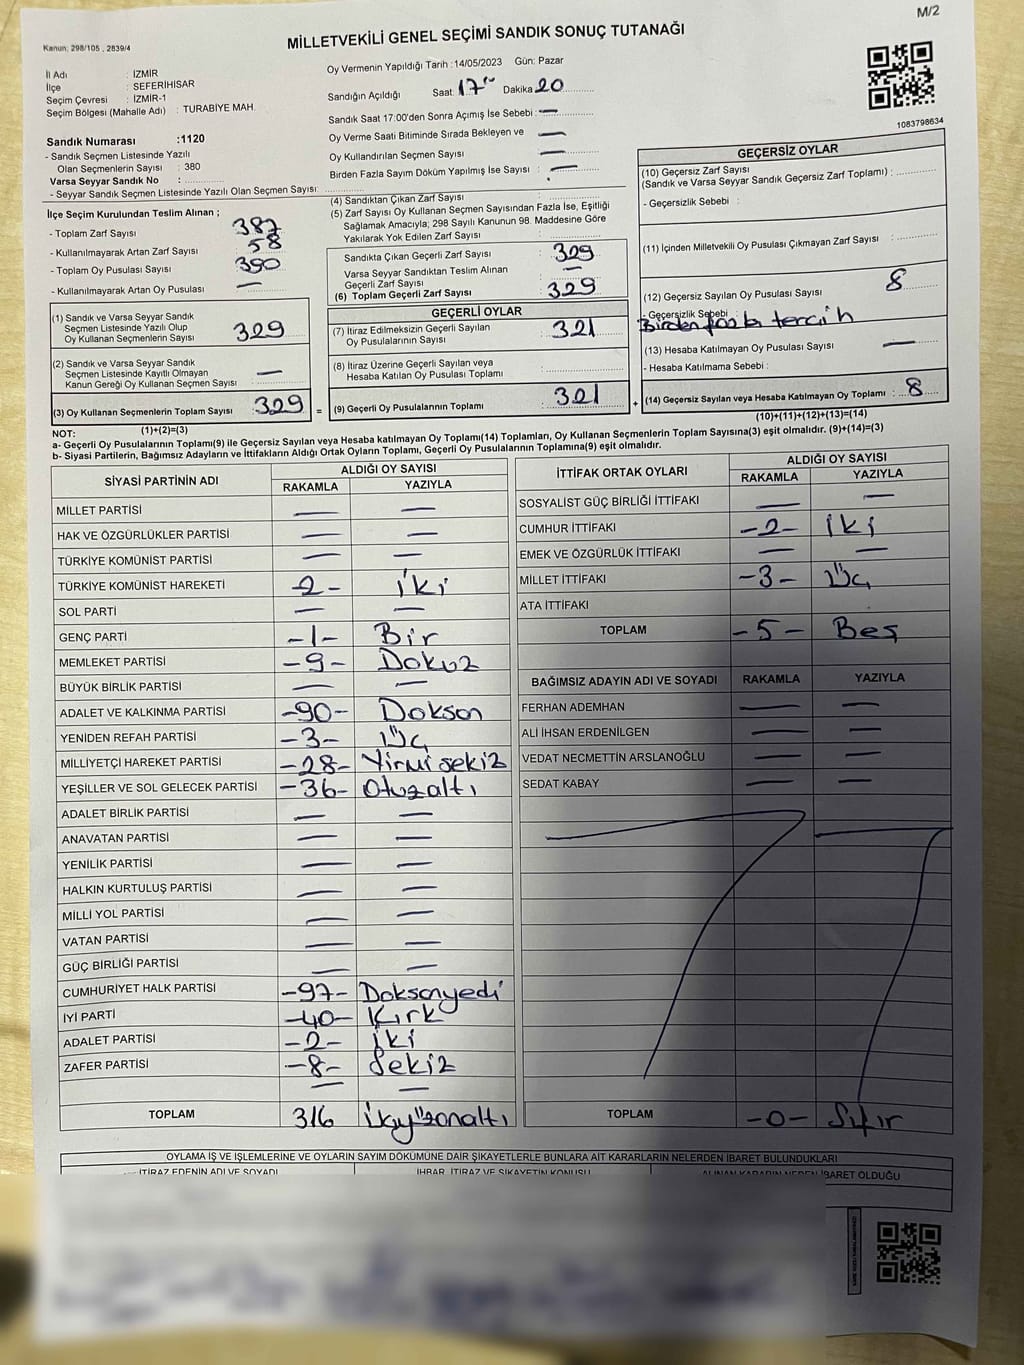 M/2
Kanun: 298/105 , 2839/4
MİLLETVEKİLİ GENEL SEÇİMİ SANDIK SONUÇ TUTANAĞI
İl Adı : İZMİR
İlçe : SEFERİHİSAR
Seçim Çevresi : İZMİR-1
Seçim Bölgesi (Mahalle Adı) : TURABİYE MAH.
Oy Vermenin Yapıldığı Tarih :14/05/2023 Gün: Pazar
Sandığın Açıldığı Saat: 17 Dakika 20
Sandık Saat 17:00'den Sonra Açımış İse Sebebi : —
Oy Verme Saati Bitiminde Sırada Bekleyen ve —
Oy Kullandırılan Seçmen Sayısı —
Birden Fazla Sayım Döküm Yapılmış İse Sayısı : —
1083798634
Sandık Numarası :1120
- Sandık Seçmen Listesinde Yazılı
Olan Seçmenlerin Sayısı : 380
Varsa Seyyar Sandık No :
- Seyyar Sandık Seçmen Listesinde Yazılı Olan Seçmen Sayısı:
İlçe Seçim Kurulundan Teslim Alınan ;
- Toplam Zarf Sayısı 387
- Kullanılmayarak Artan Zarf Sayısı 58
- Toplam Oy Pusulası Sayısı 390
- Kullanılmayarak Artan Oy Pusulası —
(1) Sandık ve Varsa Seyyar Sandık
Seçmen Listesinde Yazılı Olup
Oy Kullanan Seçmenlerin Sayısı 329
(2) Sandık ve Varsa Seyyar Sandık
Seçmen Listesinde Kayıtlı Olmayan
Kanun Gereği Oy Kullanan Seçmen Sayısı —
(3) Oy Kullanan Seçmenlerin Toplam Sayısı 329 =
(1)+(2)=(3)
(4) Sandıktan Çıkan Zarf Sayısı :
(5) Zarf Sayısı Oy Kullanan Seçmen Sayısından Fazla İse, Eşitliği
Sağlamak Amacıyla; 298 Sayılı Kanunun 98. Maddesine Göre
Yakılarak Yok Edilen Zarf Sayısı :
Sandıkta Çıkan Geçerli Zarf Sayısı 329
Varsa Seyyar Sandıktan Teslim Alınan
Geçerli Zarf Sayısı —
(6) Toplam Geçerli Zarf Sayısı 329
GEÇERLİ OYLAR
(7) İtiraz Edilmeksizin Geçerli Sayılan
Oy Pusulalarının Sayısı : 321
(8) İtiraz Üzerine Geçerli Sayılan veya
Hesaba Katılan Oy Pusulası Toplamı :
(9) Geçerli Oy Pusulalarının Toplamı : 321 +
GEÇERSİZ OYLAR
(10) Geçersiz Zarf Sayısı
(Sandık ve Varsa Seyyar Sandık Geçersiz Zarf Toplamı) :
- Geçersizlik Sebebi :
(11) İçinden Milletvekili Oy Pusulası Çıkmayan Zarf Sayısı :
(12) Geçersiz Sayılan Oy Pusulası Sayısı : 8
- Geçersizlik Sebebi : Birden fazla tercih
(13) Hesaba Katılmayan Oy Pusulası Sayısı —
- Hesaba Katılmama Sebebi :
(14) Geçersiz Sayılan veya Hesaba Katılmayan Oy Toplamı : 8
(10)+(11)+(12)+(13)=(14)
NOT:
a- Geçerli Oy Pusulalarının Toplamı(9) ile Geçersiz Sayılan veya Hesaba katılmayan Oy Toplamı(14) Toplamları, Oy Kullanan Seçmenlerin Toplam Sayısına(3) eşit olmalıdır. (9)+(14)=(3)
b- Siyasi Partilerin, Bağımsız Adayların ve İttifakların Aldığı Ortak Oyların Toplamı, Geçerli Oy Pusulalarının Toplamına(9) eşit olmalıdır.
SİYASİ PARTİNİN ADI ALDIĞI OY SAYISI
RAKAMLA YAZIYLA
MİLLET PARTİSİ — —
HAK VE ÖZGÜRLÜKLER PARTİSİ — —
TÜRKİYE KOMÜNİST PARTİSİ — —
TÜRKİYE KOMÜNİST HAREKETİ -2- iki
SOL PARTİ — —
GENÇ PARTİ -1- Bir
MEMLEKET PARTİSİ -9- Dokuz
BÜYÜK BİRLİK PARTİSİ — —
ADALET VE KALKINMA PARTİSİ -90- Dokson
YENİDEN REFAH PARTİSİ -3- Üç
MİLLİYETÇİ HAREKET PARTİSİ -28- Yirmisekiz
YEŞİLLER VE SOL GELECEK PARTİSİ -36- Otuzaltı
ADALET BİRLİK PARTİSİ — —
ANAVATAN PARTİSİ — —
YENİLİK PARTİSİ — —
HALKIN KURTULUŞ PARTİSİ — —
MİLLİ YOL PARTİSİ — —
VATAN PARTİSİ — —
GÜÇ BİRLİĞİ PARTİSİ — —
CUMHURİYET HALK PARTİSİ -97- Doksanyedi
İYİ PARTİ -40- Kırk
ADALET PARTİSİ -2- İki
ZAFER PARTİSİ -8- Sekiz
— —
TOPLAM 316 üçyüzonaltı
İTTİFAK ORTAK OYLARI ALDIĞI OY SAYISI
RAKAMLA YAZIYLA
SOSYALİST GÜÇ BİRLİĞİ İTTİFAKI — —
CUMHUR İTTİFAKI -2- iki
EMEK VE ÖZGÜRLÜK İTTİFAKI — —
MİLLET İTTİFAKI -3- Üç
ATA İTTİFAKI
TOPLAM -5- Beş
BAĞIMSIZ ADAYIN ADI VE SOYADI RAKAMLA YAZIYLA
FERHAN ADEMHAN — —
ALİ İHSAN ERDENİLGEN — —
VEDAT NECMETTİN ARSLANOĞLU — —
SEDAT KABAY — —
TOPLAM -0- Sıfır
OYLAMA İŞ VE İŞLEMLERİNE VE OYLARIN SAYIM DÖKÜMÜNE DAİR ŞİKAYETLERLE BUNLARA AİT KARARLARIN NELERDEN İBARET BULUNDUKLARI
İTİRAZ EDENİN ADI VE SOYADI İHBAR, İTİRAZ VE ŞİKAYETİN KONUSU ALINAN KARARIN NEDEN İBARET OLDUĞU